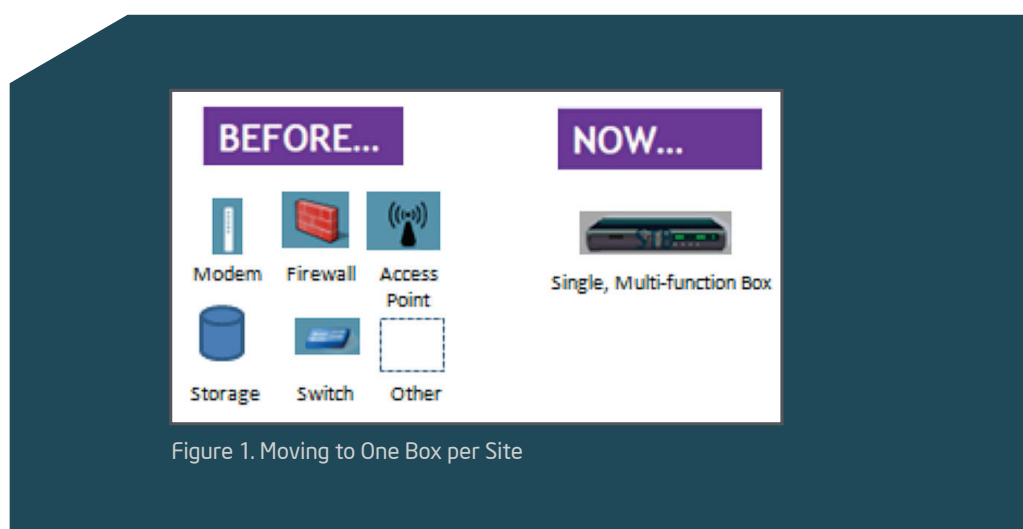 BEFORE...
NOW...
Modem
Firewall
Access
Point
STB
Single, Multi-function Box
Storage
Switch
Other
Figure 1. Moving to One Box per Site